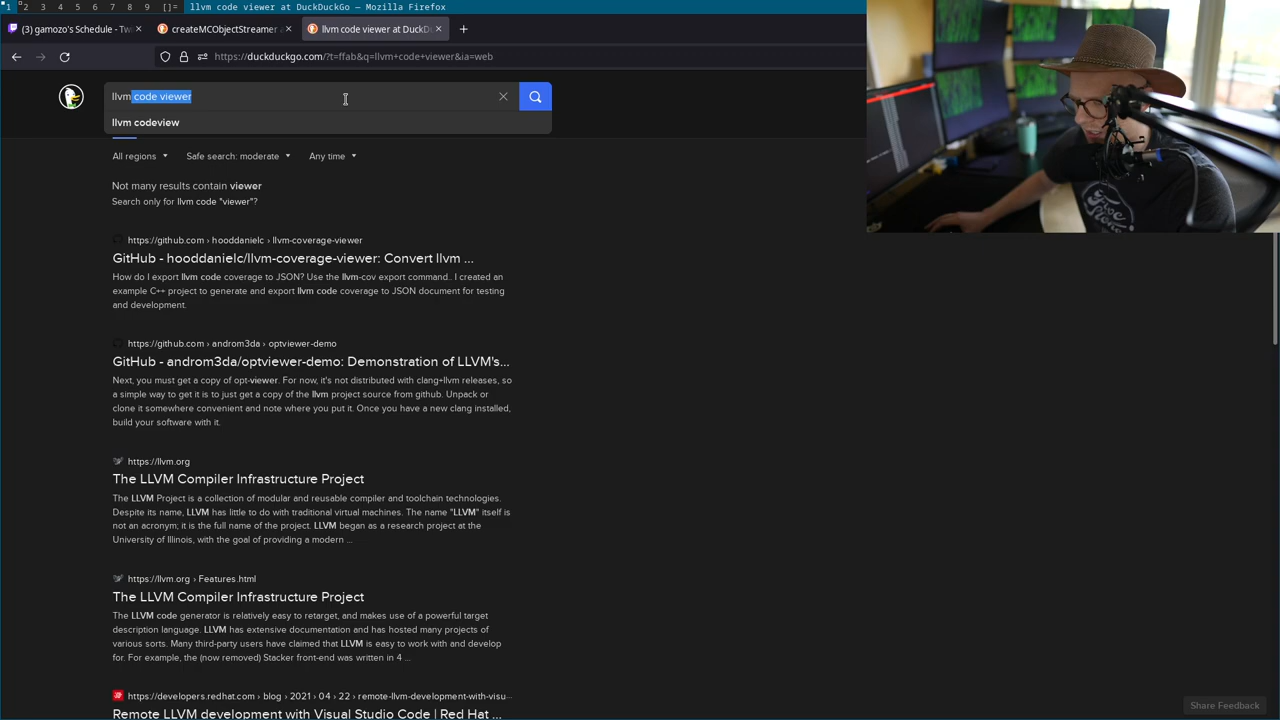 1 2 3 4 5 6 7 8 9 []= llvm code viewer at DuckDuckGo — Mozilla Firefox
(3) gamozo's Schedule - Tw
createMCObjectStreamer a
llvm code viewer at DuckD
https://duckduckgo.com/?t=ffab&q=llvm+code+viewer&ia=web
llvm code viewer
llvm codeview
All regions
Safe search: moderate
Any time
Not many results contain viewer
Search only for llvm code "viewer"?
https://github.com › hooddanielc › llvm-coverage-viewer
GitHub - hooddanielc/llvm-coverage-viewer: Convert llvm ...
How do I export llvm code coverage to JSON? Use the llvm-cov export command.. I created an
example C++ project to generate and export llvm code coverage to JSON document for testing
and development.
https://github.com › androm3da › optviewer-demo
GitHub - androm3da/optviewer-demo: Demonstration of LLVM's...
Next, you must get a copy of opt-viewer. For now, it's not distributed with clang+llvm releases, so
a simple way to get it is to just get a copy of the llvm project source from github. Unpack or
clone it somewhere convenient and note where you put it. Once you have a new clang installed,
build your software with it.
https://llvm.org
The LLVM Compiler Infrastructure Project
The LLVM Project is a collection of modular and reusable compiler and toolchain technologies.
Despite its name, LLVM has little to do with traditional virtual machines. The name "LLVM" itself is
not an acronym; it is the full name of the project. LLVM began as a research project at the
University of Illinois, with the goal of providing a modern ...
https://llvm.org › Features.html
The LLVM Compiler Infrastructure Project
The LLVM code generator is relatively easy to retarget, and makes use of a powerful target
description language. LLVM has extensive documentation and has hosted many projects of
various sorts. Many third-party users have claimed that LLVM is easy to work with and develop
for. For example, the (now removed) Stacker front-end was written in 4 ...
https://developers.redhat.com › blog › 2021 › 04 › 22 › remote-llvm-development-with-visu...
Remote LLVM development with Visual Studio Code | Red Hat ...
Share Feedback